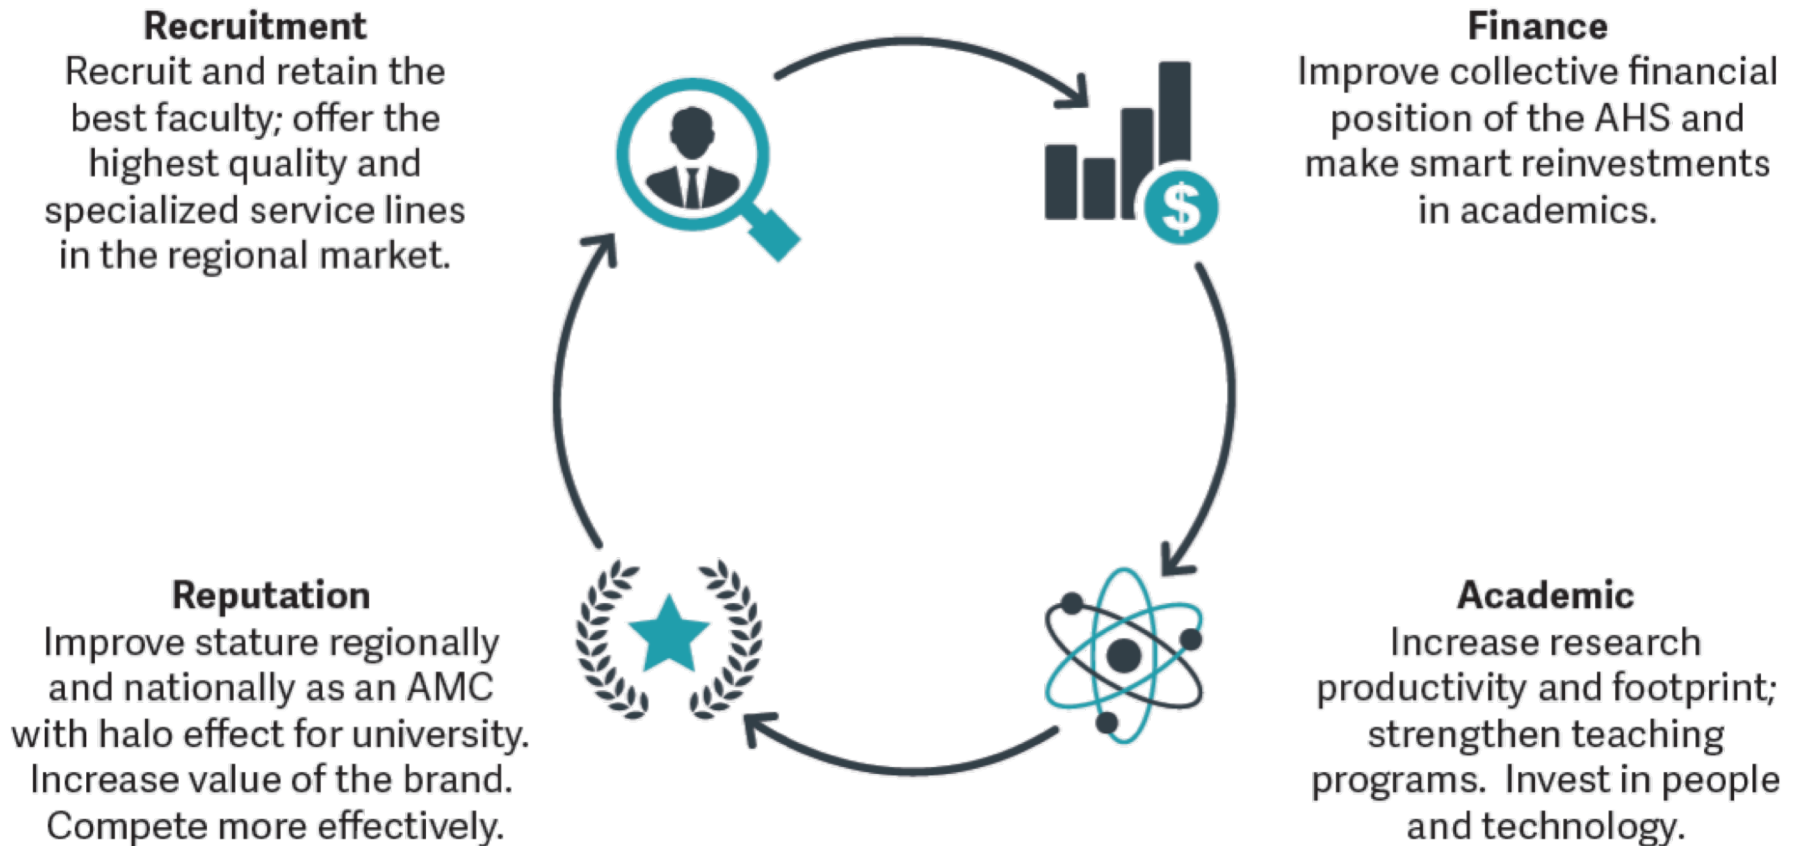 Recruitment
Recruit and retain the
best faculty; offer the
highest quality and
specialized service lines
in the regional market.
Finance
Improve collective financial
position of the AHS and
make smart reinvestments
in academics.
$
Reputation
Improve stature regionally
and nationally as an AMC
with halo effect for university.
Increase value of the brand.
Compete more effectively.
Academic
Increase research
productivity and footprint;
strengthen teaching
programs.  Invest in people
and technology.